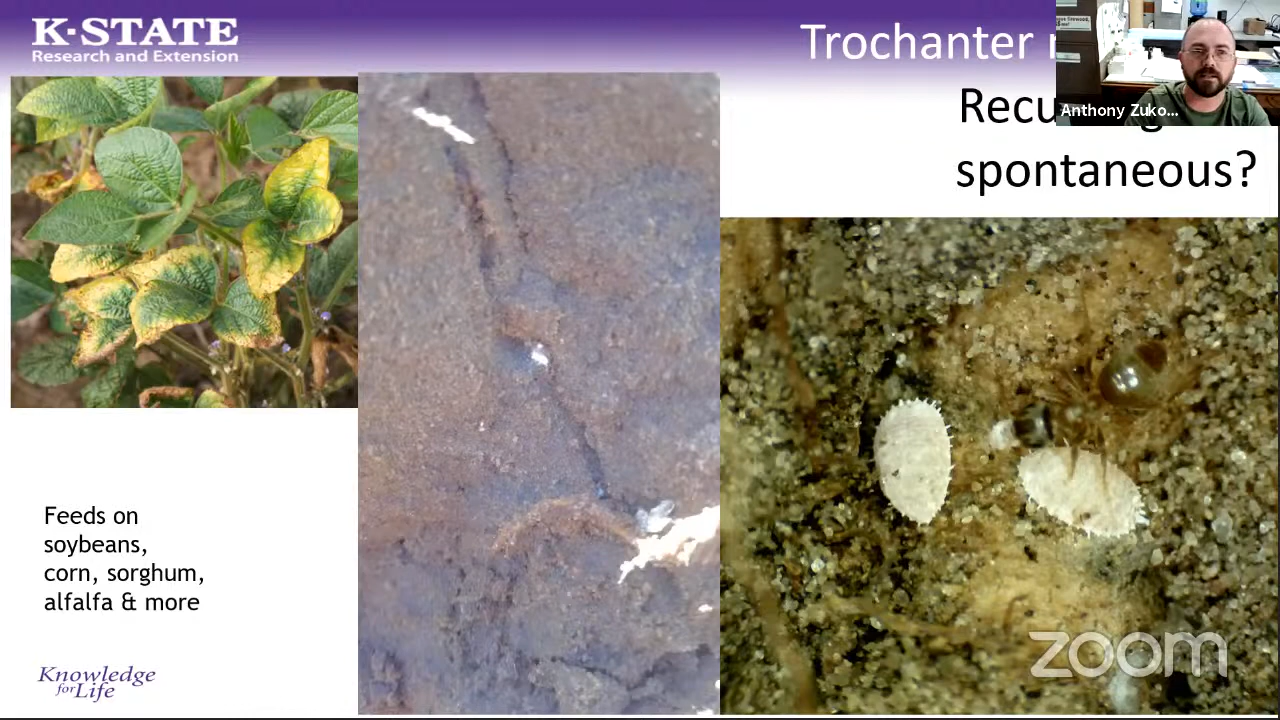 K-STATE
Research and Extension
Trochanter
Anthony Zuko...
spontaneous?
Feeds on
soybeans,
corn, sorghum,
alfalfa & more
Knowledge
for Life
zoom